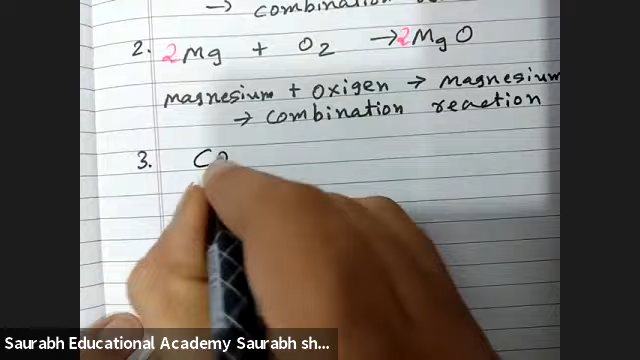 → combination
2. 2Mg + O2 → 2MgO
magnesium + oxigen → magnesium
→ combination reaction
3. Ca
Saurabh Educational Academy Saurabh sh...